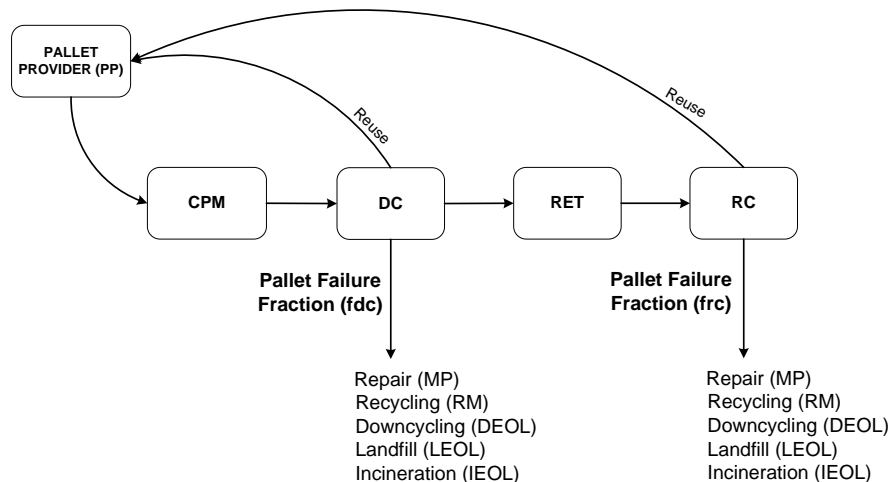 PALLET
PROVIDER (PP)
Reuse
Reuse
CPM
DC
RET
RC
Pallet Failure
Fraction (fdc)
Pallet Failure
Fraction (frc)
Repair (MP)
Recycling (RM)
Downcycling (DEOL)
Landfill (LEOL)
Incineration (IEOL)
Repair (MP)
Recycling (RM)
Downcycling (DEOL)
Landfill (LEOL)
Incineration (IEOL)